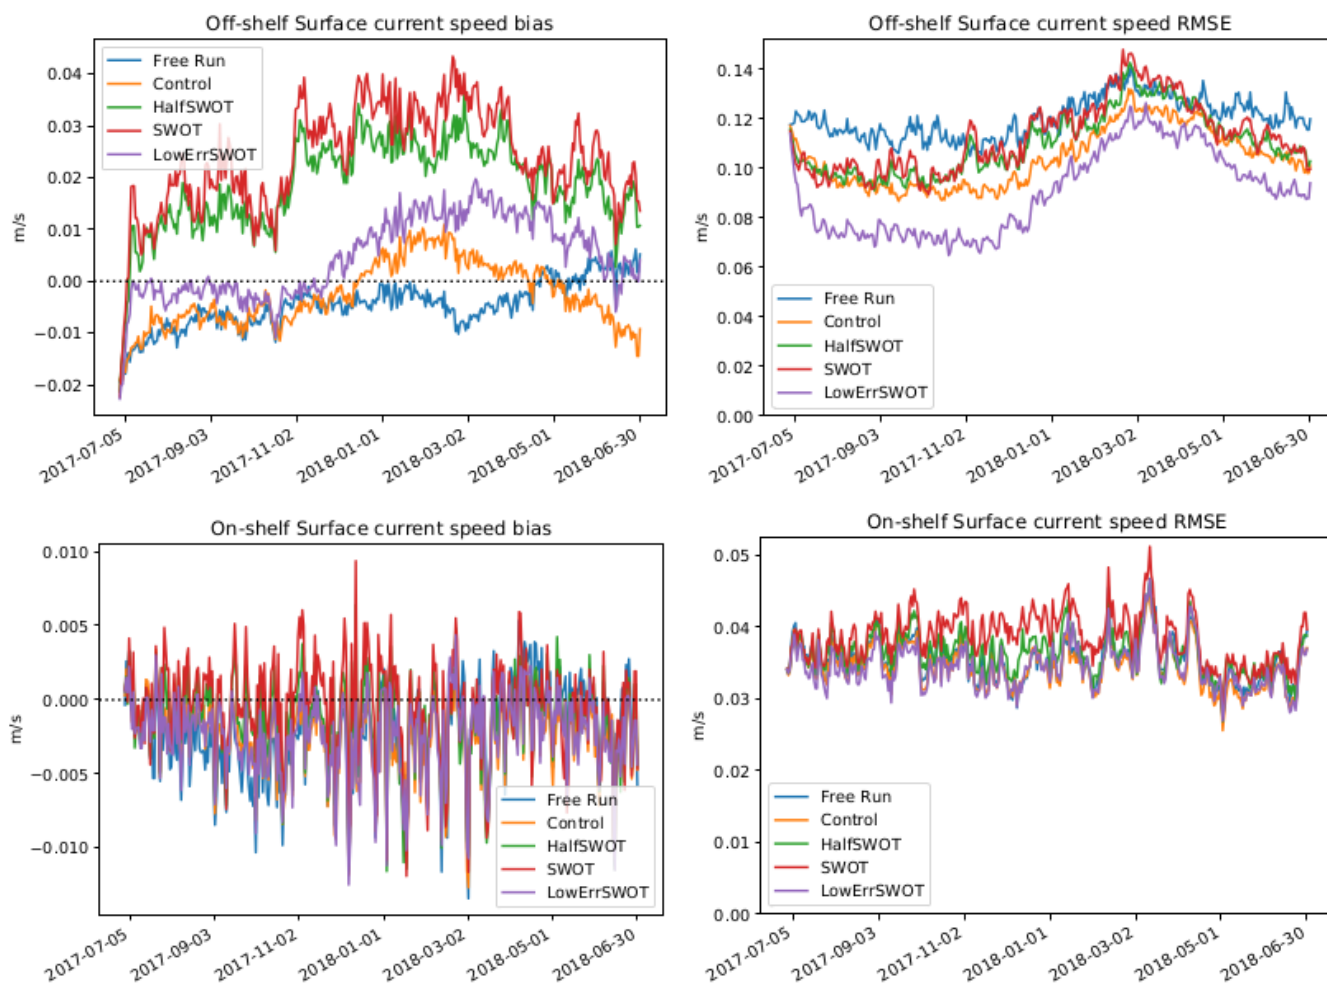 Off-shelf Surface current speed bias
m/s
0.04
0.03
0.02
0.01
0.00
−0.01
−0.02
Free Run
Control
HalfSWOT
SWOT
LowErrSWOT
2017-07-05
2017-09-03
2017-11-02
2018-01-01
2018-03-02
2018-05-01
2018-06-30
Off-shelf Surface current speed RMSE
m/s
0.14
0.12
0.10
0.08
0.06
0.04
0.02
0.00
Free Run
Control
HalfSWOT
SWOT
LowErrSWOT
2017-07-05
2017-09-03
2017-11-02
2018-01-01
2018-03-02
2018-05-01
2018-06-30
On-shelf Surface current speed bias
m/s
0.010
0.005
0.000
−0.005
−0.010
Free Run
Control
HalfSWOT
SWOT
LowErrSWOT
2017-07-05
2017-09-03
2017-11-02
2018-01-01
2018-03-02
2018-05-01
2018-06-30
On-shelf Surface current speed RMSE
m/s
0.05
0.04
0.03
0.02
0.01
0.00
Free Run
Control
HalfSWOT
SWOT
LowErrSWOT
2017-07-05
2017-09-03
2017-11-02
2018-01-01
2018-03-02
2018-05-01
2018-06-30